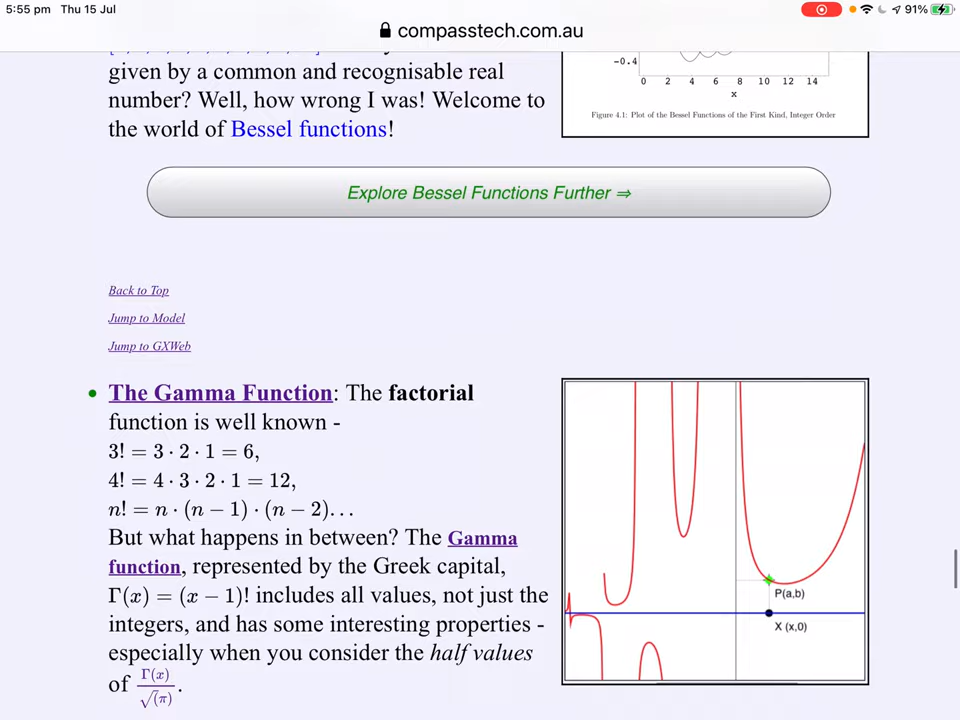 5:55 pm Thu 15 Jul
91%
compasstech.com.au
given by a common and recognisable real
number? Well, how wrong I was! Welcome to
the world of Bessel functions!
-0.4
0 2 4 6 8 10 12 14
x
Figure 4.1: Plot of the Bessel Functions of the First Kind, Integer Order
Explore Bessel Functions Further ⇒
Back to Top
Jump to Model
Jump to GXWeb
• The Gamma Function: The factorial
function is well known -
3! = 3 · 2 · 1 = 6,
4! = 4 · 3 · 2 · 1 = 12,
n! = n · (n − 1) · (n − 2)...
But what happens in between? The Gamma
function, represented by the Greek capital,
Γ(x) = (x − 1)! includes all values, not just the
integers, and has some interesting properties -
especially when you consider the half values
of Γ(x)/√(π).
P(a,b)
X (x,0)